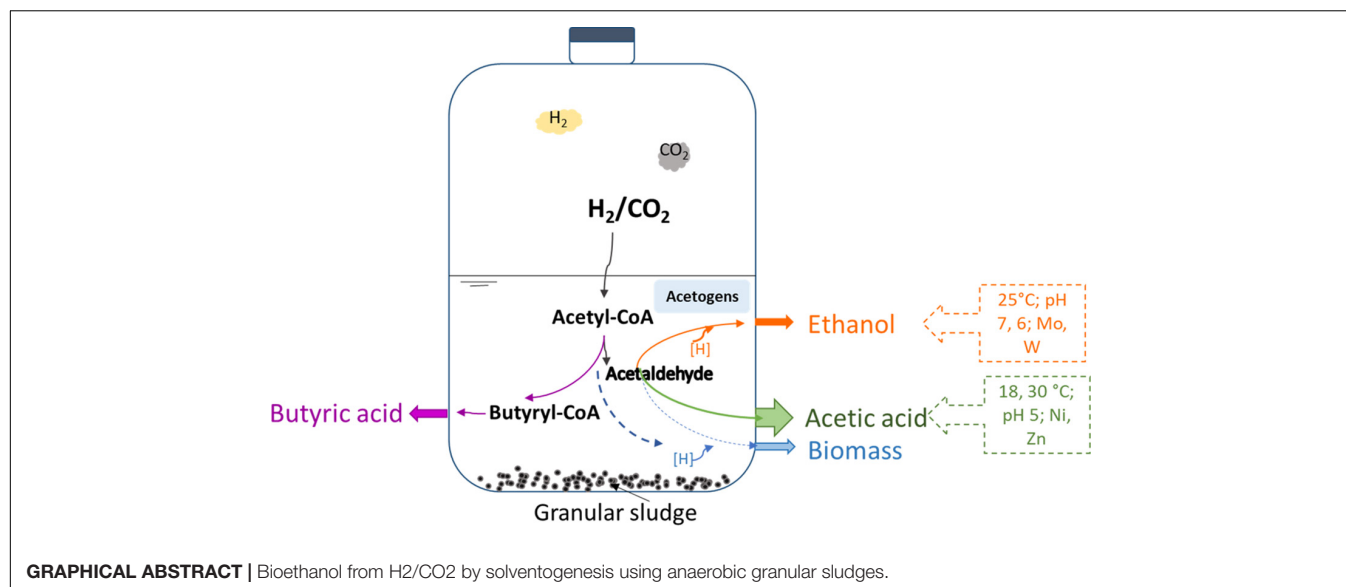 H₂
CO₂
H₂/CO₂
Acetogens
Acetyl-CoA
25°C; pH
7, 6; Mo,
W
Ethanol
[H]
Acetaldehyde
18, 30 °C;
pH 5; Ni,
Zn
Butyric acid
Butyryl-CoA
Acetic acid
[H]
Biomass
Granular sludge
GRAPHICAL ABSTRACT | Bioethanol from H2/CO2 by solventogenesis using anaerobic granular sludges.